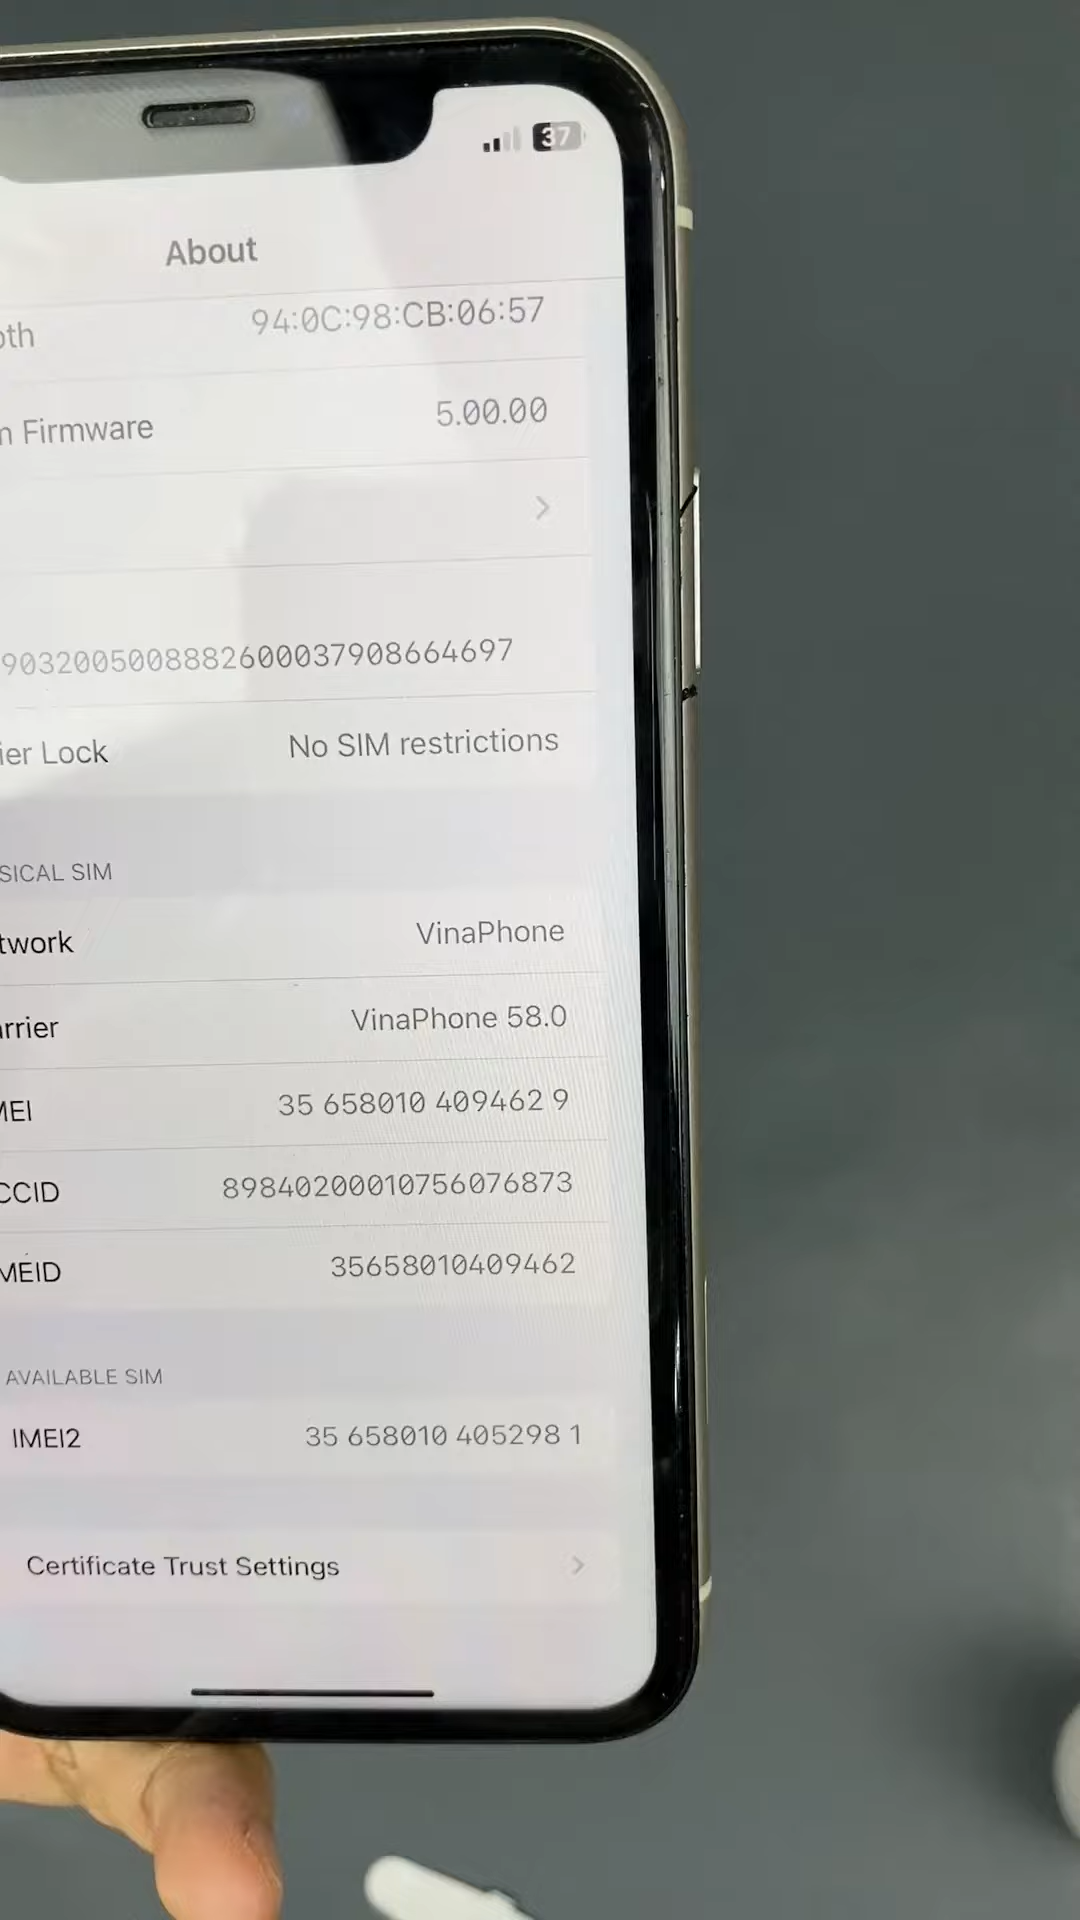 37
About
oth 94:0C:98:CB:06:57
n Firmware 5.00.00
9032005008882600037908664697
ier Lock No SIM restrictions
SICAL SIM
twork VinaPhone
arrier VinaPhone 58.0
MEI 35 658010 409462 9
CCID 89840200010756076873
MEID 35658010409462
AVAILABLE SIM
IMEI2 35 658010 405298 1
Certificate Trust Settings